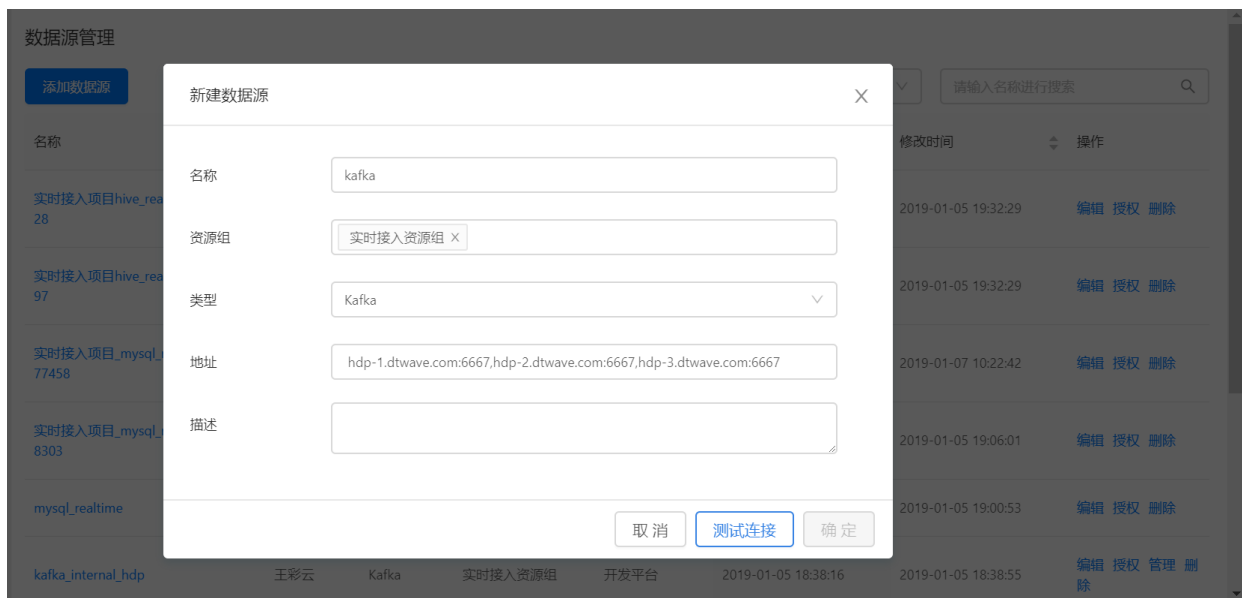 数据源管理
添加数据源
请输入名称进行搜索
名称
修改时间
操作
实时接入项目hive_rea
28
2019-01-05 19:32:29
编辑 授权 删除
实时接入项目hive_rea
97
2019-01-05 19:32:29
编辑 授权 删除
实时接入项目_mysql_
77458
2019-01-07 10:22:42
编辑 授权 删除
实时接入项目_mysql_
8303
2019-01-05 19:06:01
编辑 授权 删除
mysql_realtime
2019-01-05 19:00:53
编辑 授权 删除
kafka_internal_hdp
王彩云
Kafka
实时接入资源组
开发平台
2019-01-05 18:38:16
2019-01-05 18:38:55
编辑 授权 管理 删
除
新建数据源
名称
kafka
资源组
实时接入资源组
类型
Kafka
地址
hdp-1.dtwave.com:6667,hdp-2.dtwave.com:6667,hdp-3.dtwave.com:6667
描述
取 消
测试连接
确 定